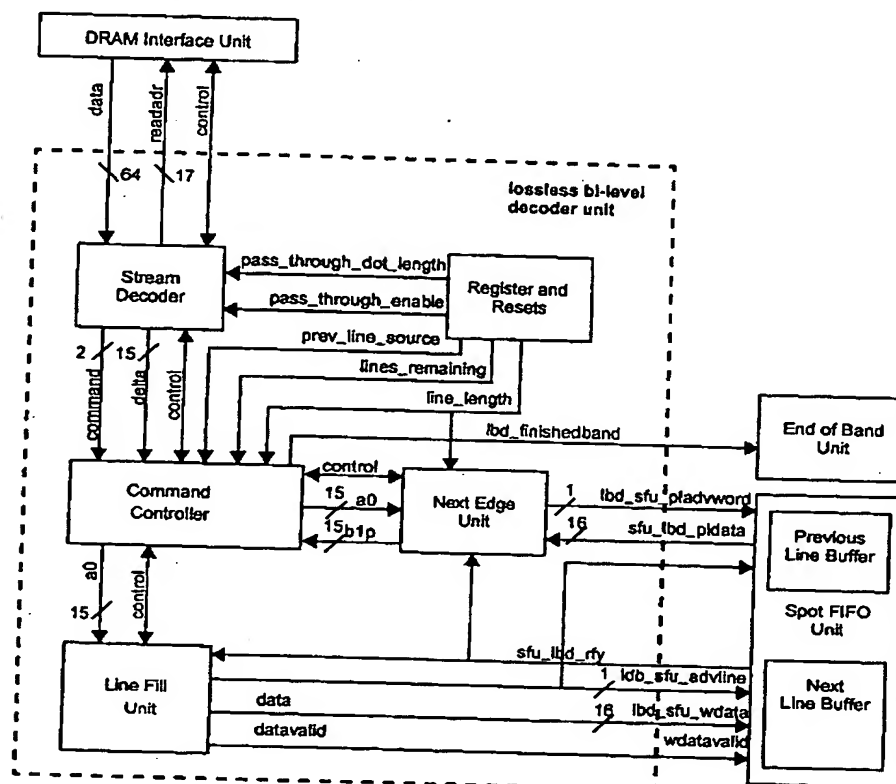 DRAM Interface Unit
data
readadr
control
64
17
lossless bi-level
decoder unit
Stream
Decoder
pass_through_dot_length
pass_through_enable
Register and
Resets
prev_line_source
lines_remaining
line_length
2
15
command
delta
control
lbd_finishedband
End of Band
Unit
Command
Controller
control
15
a0
15
b1p
Next Edge
Unit
1
lbd_sfu_pladvword
16
sfu_lbd_pldata
Previous
Line Buffer
Spot FIFO
Unit
a0
15
control
Line Fill
Unit
sfu_lbd_rfy
1
ldb_sfu_advline
data
16
lbd_sfu_wdata
datavalid
wdatavalid
Next
Line Buffer